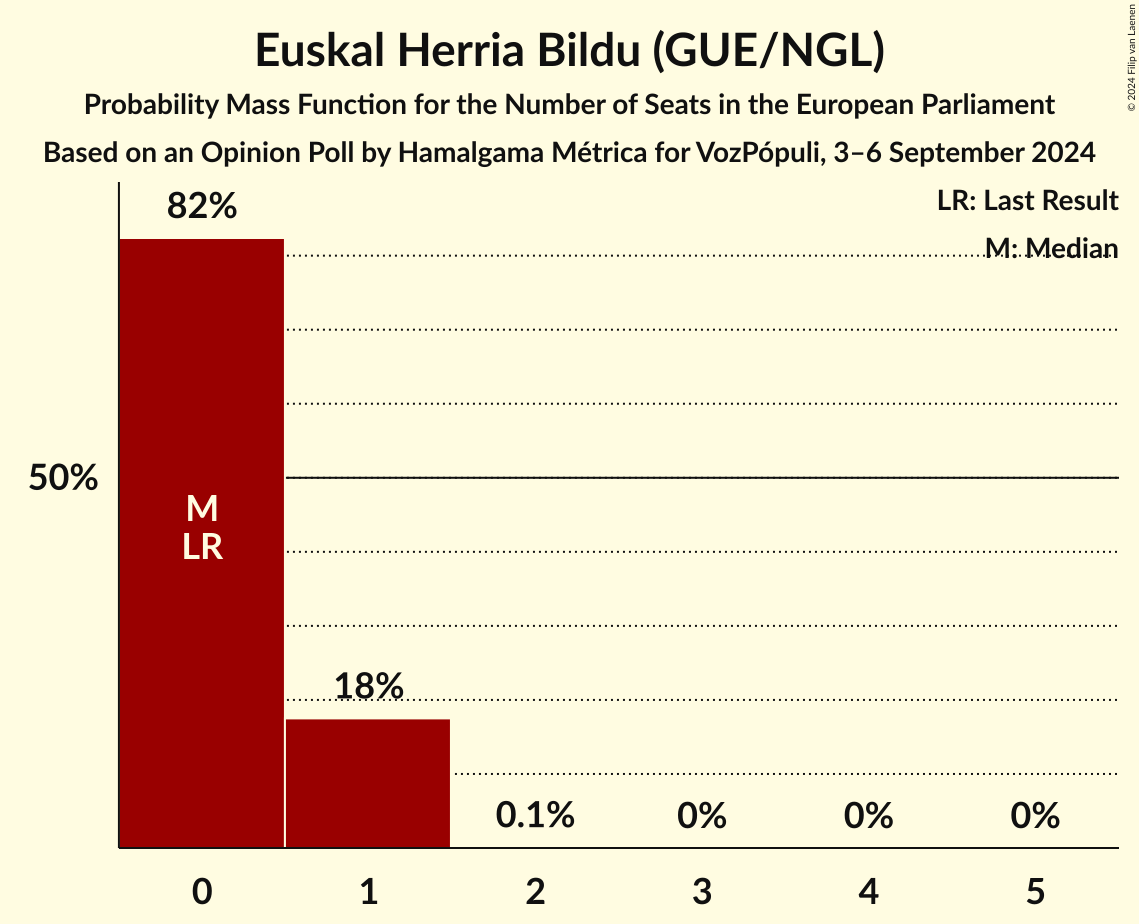 Euskal Herria Bildu (GUE/NGL)
Probability Mass Function for the Number of Seats in the European Parliament
Based on an Opinion Poll by Hamalgama Métrica for VozPópuli, 3–6 September 2024
© 2024 Filip van Laenen
LR: Last Result
M: Median
82%
50%
M
LR
18%
0.1%
0%
0%
0%
0
1
2
3
4
5